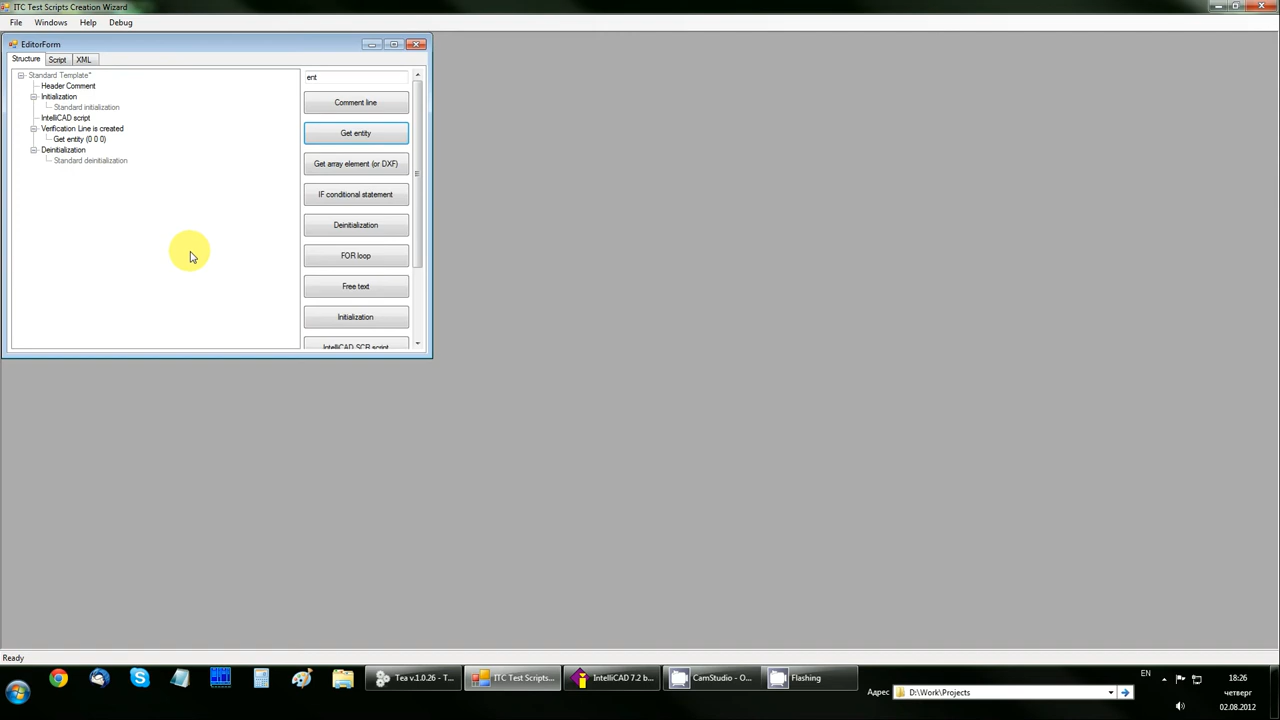 ITC Test Scripts Creation Wizard
File Windows Help Debug
EditorForm
Structure Script XML
Standard Template*
Header Comment
Initialization
Standard initialization
IntelliCAD script
Verification Line is created
Get entity (0 0 0)
Deinitialization
Standard deinitialization
ent
Comment line
Get entity
Get array element (or DXF)
IF conditional statement
Deinitialization
FOR loop
Free text
Initialization
IntelliCAD SCR script
Ready
Tea v.1.0.26 - T...
ITC Test Scripts...
IntelliCAD 7.2 b...
CamStudio - O...
Flashing
Адрес
D:\Work\Projects
EN
18:26
четверг
02.08.2012